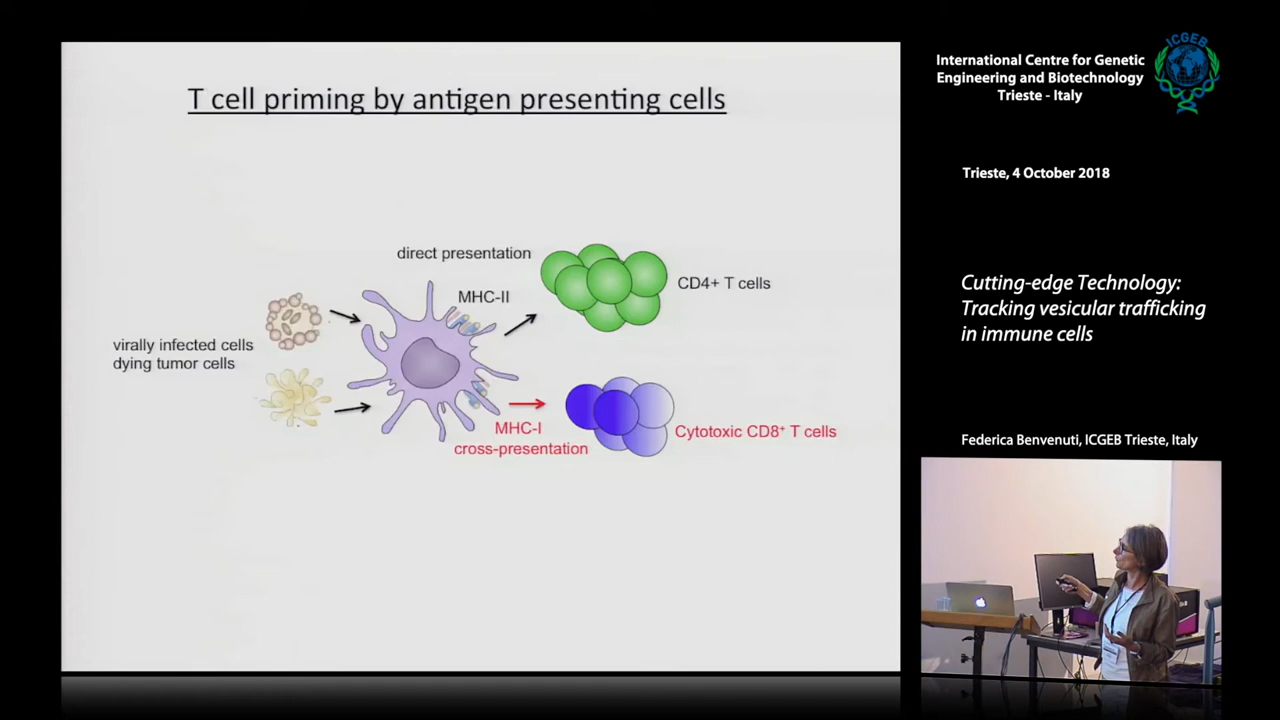 T cell priming by antigen presenting cells
direct presentation
MHC-II
CD4+ T cells
virally infected cells
dying tumor cells
MHC-I
cross-presentation
Cytotoxic CD8⁺ T cells
ICGEB
International Centre for Genetic
Engineering and Biotechnology
Trieste - Italy
Trieste, 4 October 2018
Cutting-edge Technology:
Tracking vesicular trafficking
in immune cells
Federica Benvenuti, ICGEB Trieste, Italy